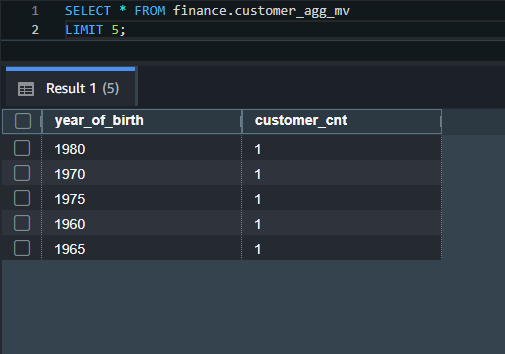 1 SELECT * FROM finance.customer_agg_mv
2 LIMIT 5;
Result 1 (5)
year_of_birth customer_cnt
1980 1
1970 1
1975 1
1960 1
1965 1